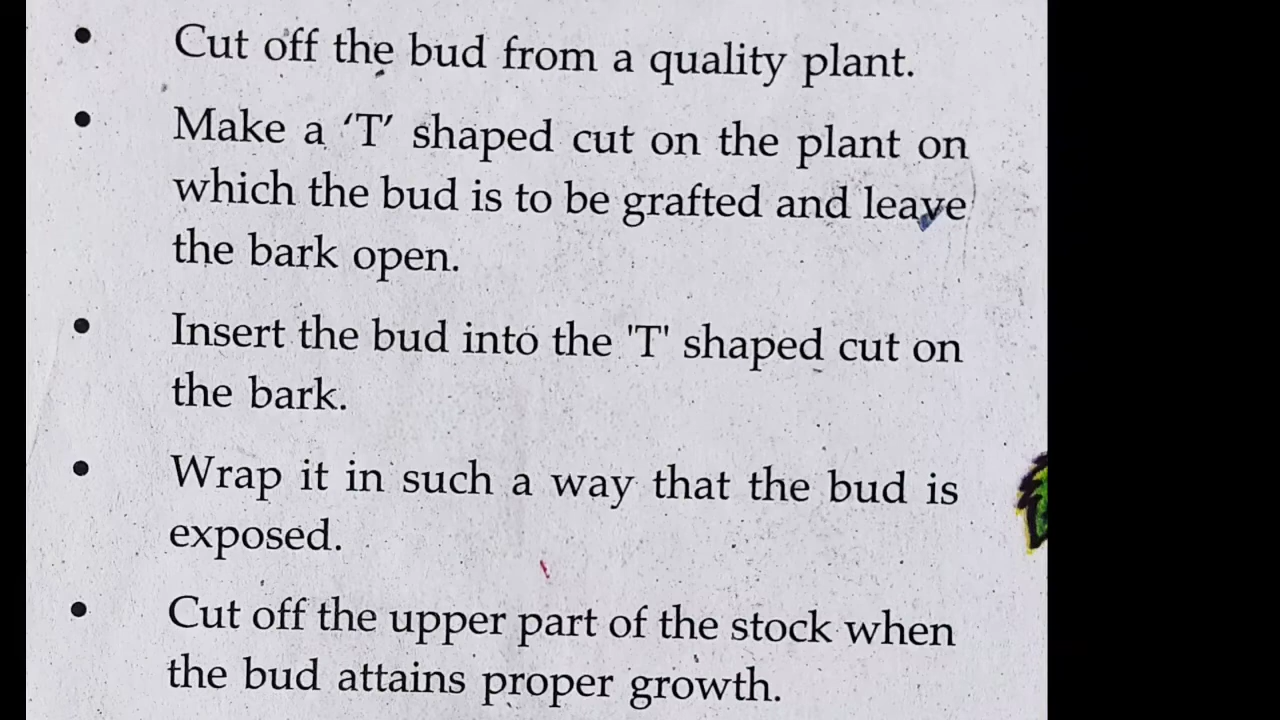 • Cut off the bud from a quality plant.
• Make a ‘T’ shaped cut on the plant on
which the bud is to be grafted and leave
the bark open.
• Insert the bud into the 'T' shaped cut on
the bark.
• Wrap it in such a way that the bud is
exposed.
• Cut off the upper part of the stock when
the bud attains proper growth.